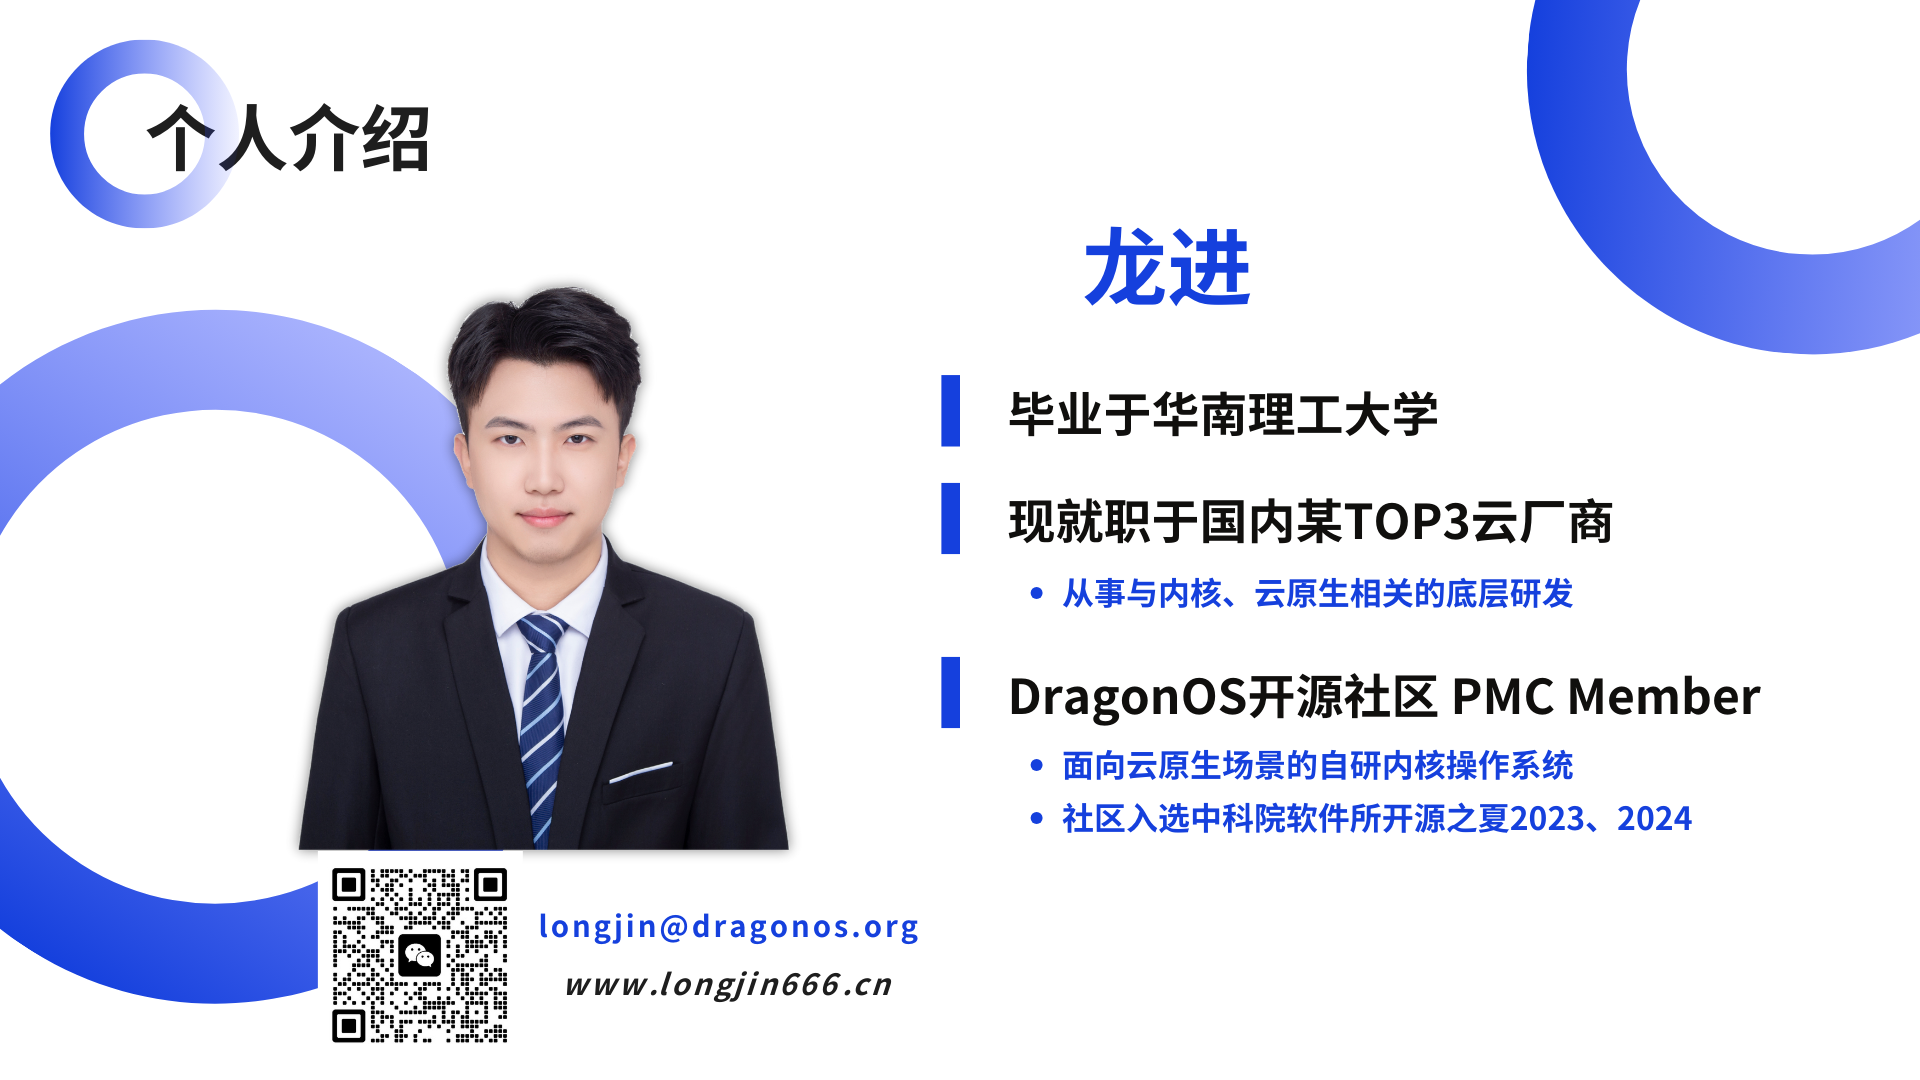 个人介绍
龙进
毕业于华南理工大学
现就职于国内某TOP3云厂商
从事与内核、云原生相关的底层研发
DragonOS开源社区 PMC Member
面向云原生场景的自研内核操作系统
社区入选中科院软件所开源之夏2023、2024
longjin@dragonos.org
www.longjin666.cn